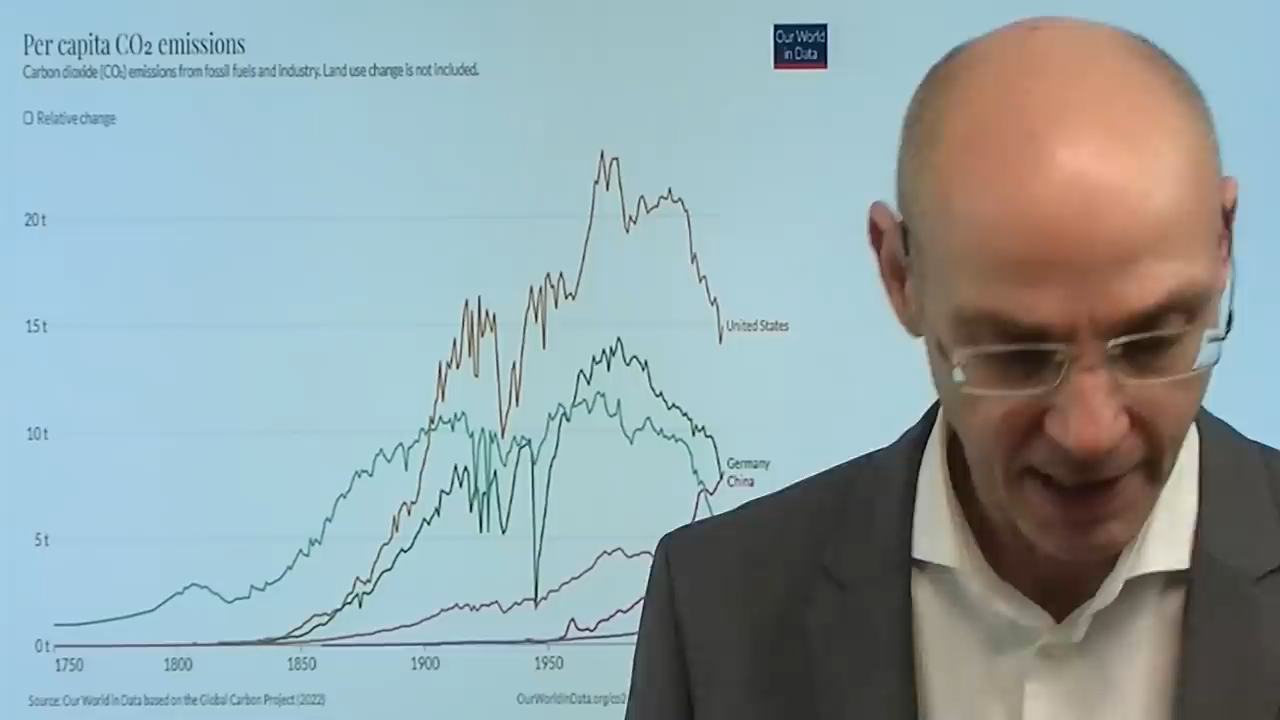 Per capita CO₂ emissions
Our World
in Data
Carbon dioxide (CO₂) emissions from fossil fuels and industry. Land use change is not included.
Relative change
20 t
15 t
United States
10 t
Germany
China
5 t
0 t
1750
1800
1850
1900
1950
Source: Our World in Data based on the Global Carbon Project (2022)
OurWorldInData.org/co2